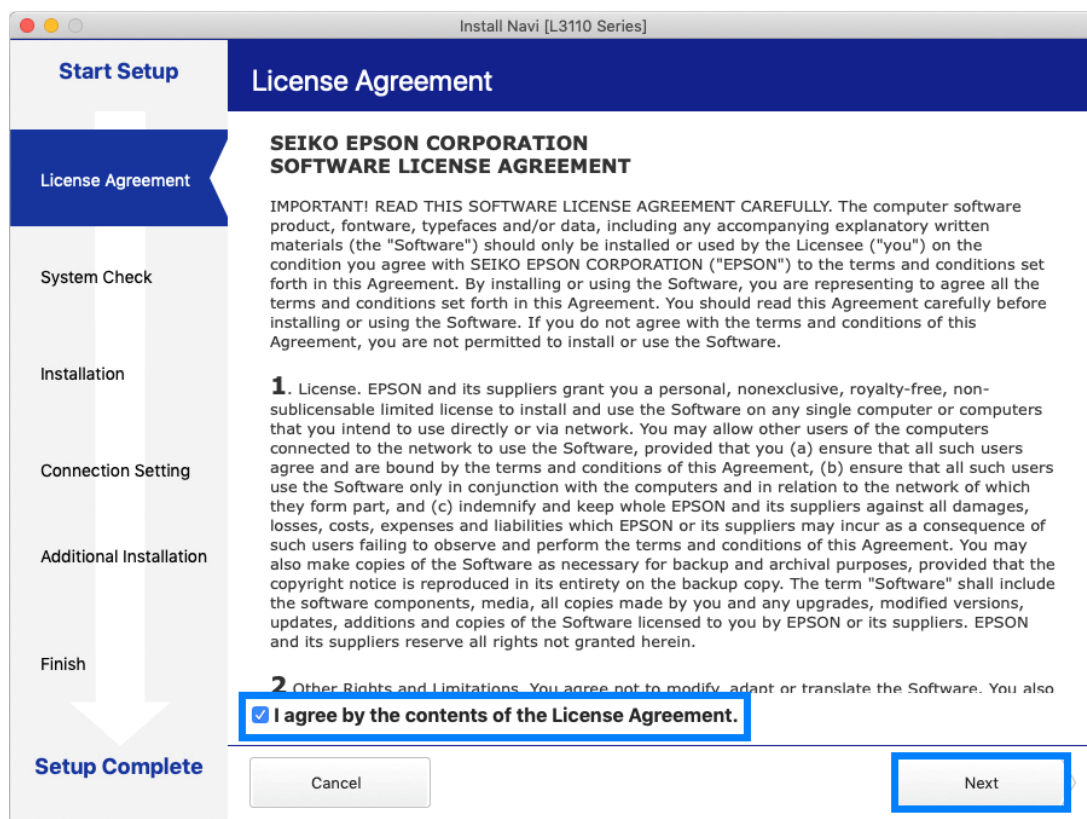 Install Navi [L3110 Series]
Start Setup
License Agreement
System Check
Installation
Connection Setting
Additional Installation
Finish
Setup Complete
License Agreement
SEIKO EPSON CORPORATION
SOFTWARE LICENSE AGREEMENT
IMPORTANT! READ THIS SOFTWARE LICENSE AGREEMENT CAREFULLY. The computer software
product, fontware, typefaces and/or data, including any accompanying explanatory written
materials (the "Software") should only be installed or used by the Licensee ("you") on the
condition you agree with SEIKO EPSON CORPORATION ("EPSON") to the terms and conditions set
forth in this Agreement. By installing or using the Software, you are representing to agree all the
terms and conditions set forth in this Agreement. You should read this Agreement carefully before
installing or using the Software. If you do not agree with the terms and conditions of this
Agreement, you are not permitted to install or use the Software.
1. License. EPSON and its suppliers grant you a personal, nonexclusive, royalty-free, non-
sublicensable limited license to install and use the Software on any single computer or computers
that you intend to use directly or via network. You may allow other users of the computers
connected to the network to use the Software, provided that you (a) ensure that all such users
agree and are bound by the terms and conditions of this Agreement, (b) ensure that all such users
use the Software only in conjunction with the computers and in relation to the network of which
they form part, and (c) indemnify and keep whole EPSON and its suppliers against all damages,
losses, costs, expenses and liabilities which EPSON or its suppliers may incur as a consequence of
such users failing to observe and perform the terms and conditions of this Agreement. You may
also make copies of the Software as necessary for backup and archival purposes, provided that the
copyright notice is reproduced in its entirety on the backup copy. The term "Software" shall include
the software components, media, all copies made by you and any upgrades, modified versions,
updates, additions and copies of the Software licensed to you by EPSON or its suppliers. EPSON
and its suppliers reserve all rights not granted herein.
2 Other Rights and Limitations. You agree not to modify, adapt or translate the Software. You also
I agree by the contents of the License Agreement.
Cancel
Next